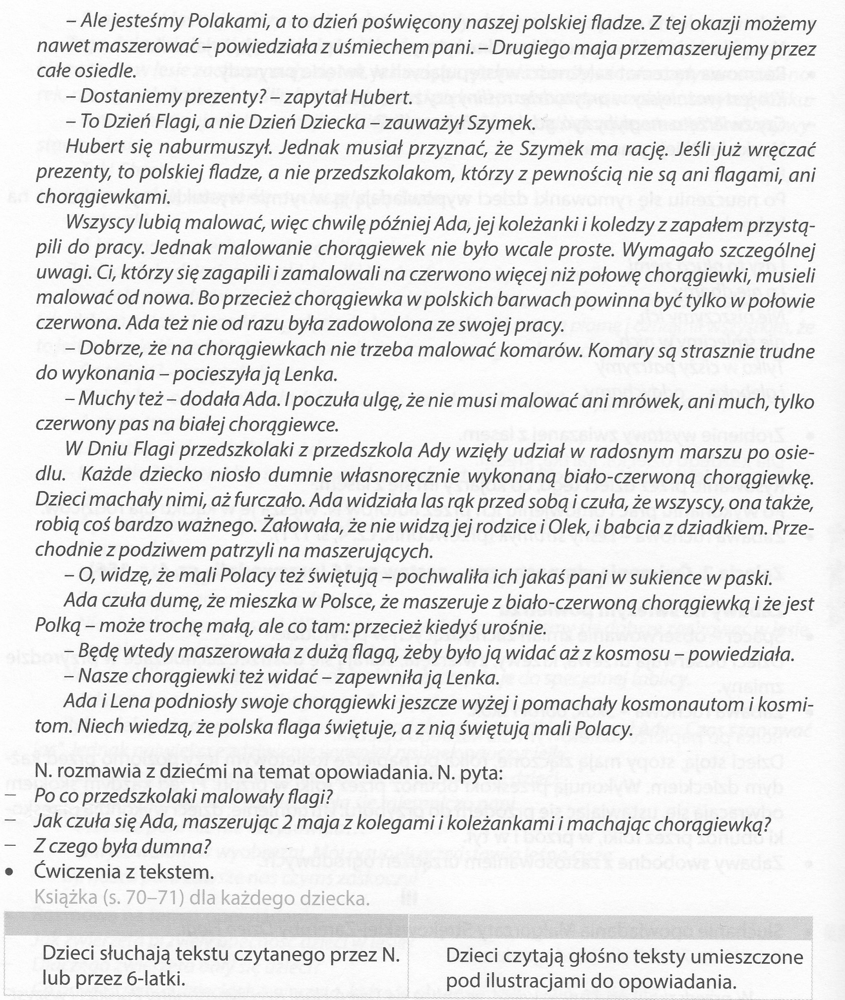 – Ale jesteśmy Polakami, a to dzień poświęcony naszej polskiej fladze. Z tej okazji możemy
nawet maszerować – powiedziała z uśmiechem pani. – Drugiego maja przemaszerujemy przez
całe osiedle.
– Dostaniemy prezenty? – zapytał Hubert.
– To Dzień Flagi, a nie Dzień Dziecka – zauważył Szymek.
Hubert się naburmuszył. Jednak musiał przyznać, że Szymek ma rację. Jeśli już wręczać
prezenty, to polskiej fladze, a nie przedszkolakom, którzy z pewnością nie są ani flagami, ani
chorągiewkami.
Wszyscy lubią malować, więc chwilę później Ada, jej koleżanki i koledzy z zapałem przystą-
pili do pracy. Jednak malowanie chorągiewek nie było wcale proste. Wymagało szczególnej
uwagi. Ci, którzy się zagapili i zamalowali na czerwono więcej niż połowę chorągiewki, musieli
malować od nowa. Bo przecież chorągiewka w polskich barwach powinna być tylko w połowie
czerwona. Ada też nie od razu była zadowolona ze swojej pracy.
– Dobrze, że na chorągiewkach nie trzeba malować komarów. Komary są strasznie trudne
do wykonania – pocieszyła ją Lenka.
– Muchy też – dodała Ada. I poczuła ulgę, że nie musi malować ani mrówek, ani much, tylko
czerwony pas na białej chorągiewce.
W Dniu Flagi przedszkolaki z przedszkola Ady wzięły udział w radosnym marszu po osie-
dlu. Każde dziecko niosło dumnie własnoręcznie wykonaną biało-czerwoną chorągiewkę.
Dzieci machały nimi, aż furczało. Ada widziała las rąk przed sobą i czuła, że wszyscy, ona także,
robią coś bardzo ważnego. Żałowała, że nie widzą jej rodzice i Olek, i babcia z dziadkiem. Prze-
chodnie z podziwem patrzyli na maszerujących.
– O, widzę, że mali Polacy też świętują – pochwaliła ich jakaś pani w sukience w paski.
Ada czuła dumę, że mieszka w Polsce, że maszeruje z biało-czerwoną chorągiewką i że jest
Polką – może trochę małą, ale co tam: przecież kiedyś urośnie.
– Będę wtedy maszerowała z dużą flagą, żeby było ją widać aż z kosmosu – powiedziała.
– Nasze chorągiewki też widać – zapewniła ją Lenka.
Ada i Lena podniosły swoje chorągiewki jeszcze wyżej i pomachały kosmonautom i kosmi-
tom. Niech wiedzą, że polska flaga świętuje, a z nią świętują mali Polacy.
N. rozmawia z dziećmi na temat opowiadania. N. pyta:
– Po co przedszkolaki malowały flagi?
– Jak czuła się Ada, maszerując 2 maja z kolegami i koleżankami i machając chorągiewką?
– Z czego była dumna?
• Ćwiczenia z tekstem.
Książka (s. 70–71) dla każdego dziecka.
Dzieci słuchają tekstu czytanego przez N.
lub przez 6-latki.
Dzieci czytają głośno teksty umieszczone
pod ilustracjami do opowiadania.